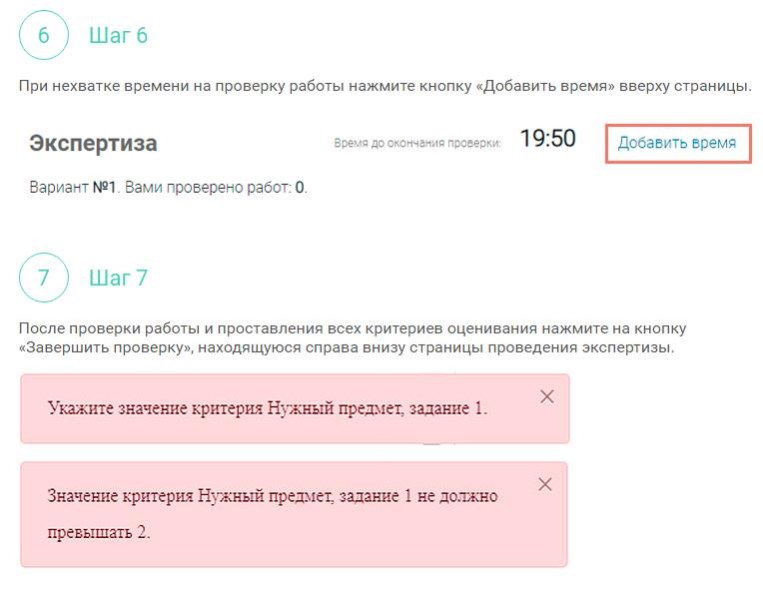 6 Шаг 6
При нехватке времени на проверку работы нажмите кнопку «Добавить время» вверху страницы.
Экспертиза Время до окончания проверки: 19:50 Добавить время
Вариант №1. Вами проверено работ: 0.
7 Шаг 7
После проверки работы и проставления всех критериев оценивания нажмите на кнопку
«Завершить проверку», находящуюся справа внизу страницы проведения экспертизы.
Укажите значение критерия Нужный предмет, задание 1.
Значение критерия Нужный предмет, задание 1 не должно
превышать 2.